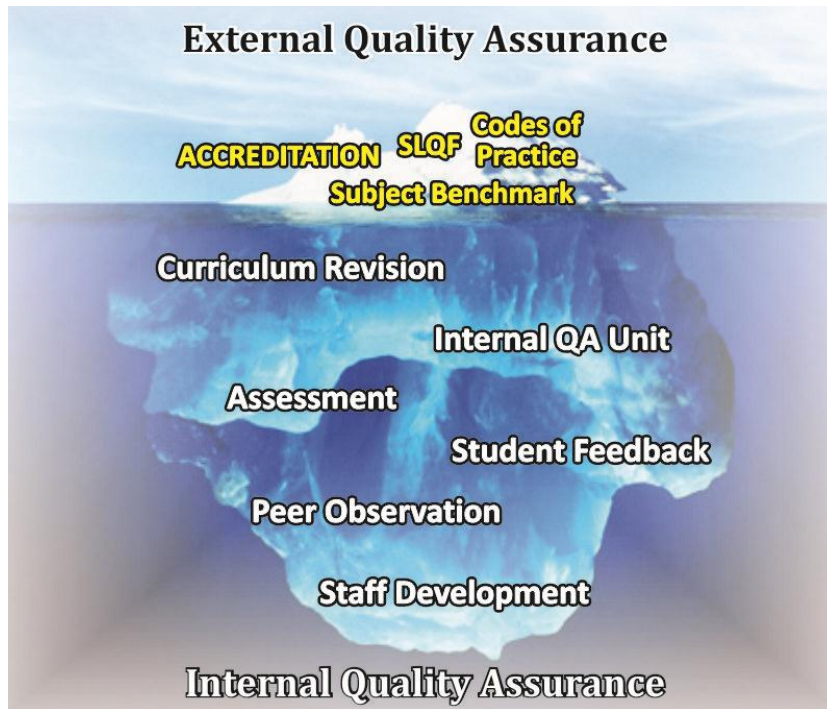 External Quality Assurance
Codes of
ACCREDITATION SLQF Practice
Subject Benchmark
Curriculum Revision
Internal QA Unit
Assessment
Student Feedback
Peer Observation
Staff Development
Internal Quality Assurance